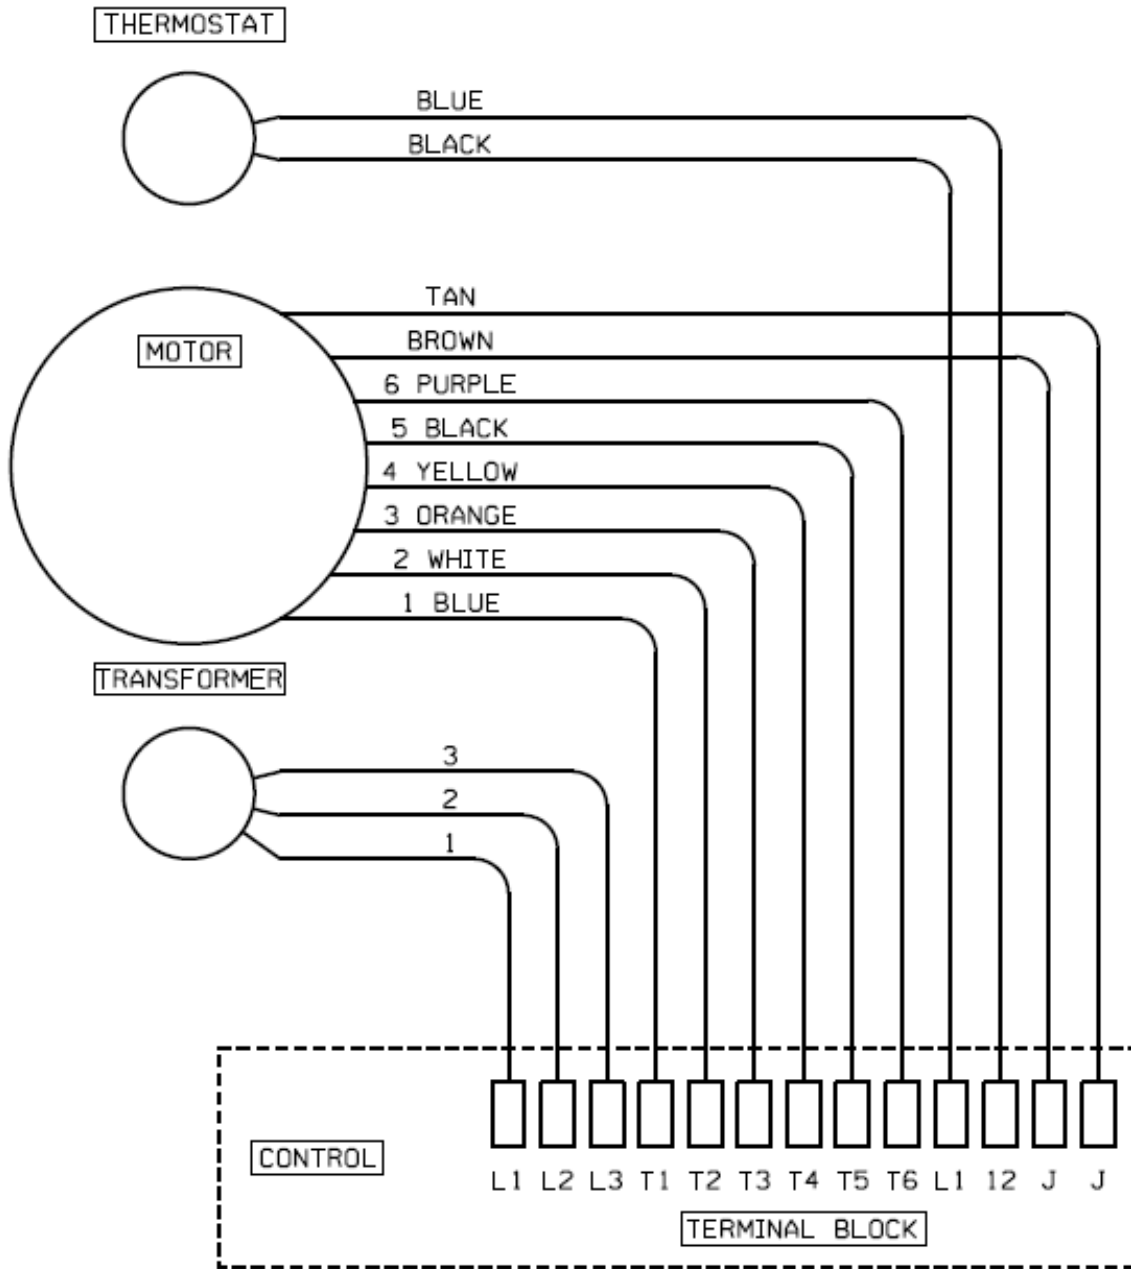 THERMOSTAT
BLUE
BLACK
TAN
MOTOR
BROWN
6 PURPLE
5 BLACK
4 YELLOW
3 ORANGE
2 WHITE
1 BLUE
TRANSFORMER
3
2
1
CONTROL
L1 L2 L3 T1 T2 T3 T4 T5 T6 L1 12 J J
TERMINAL BLOCK